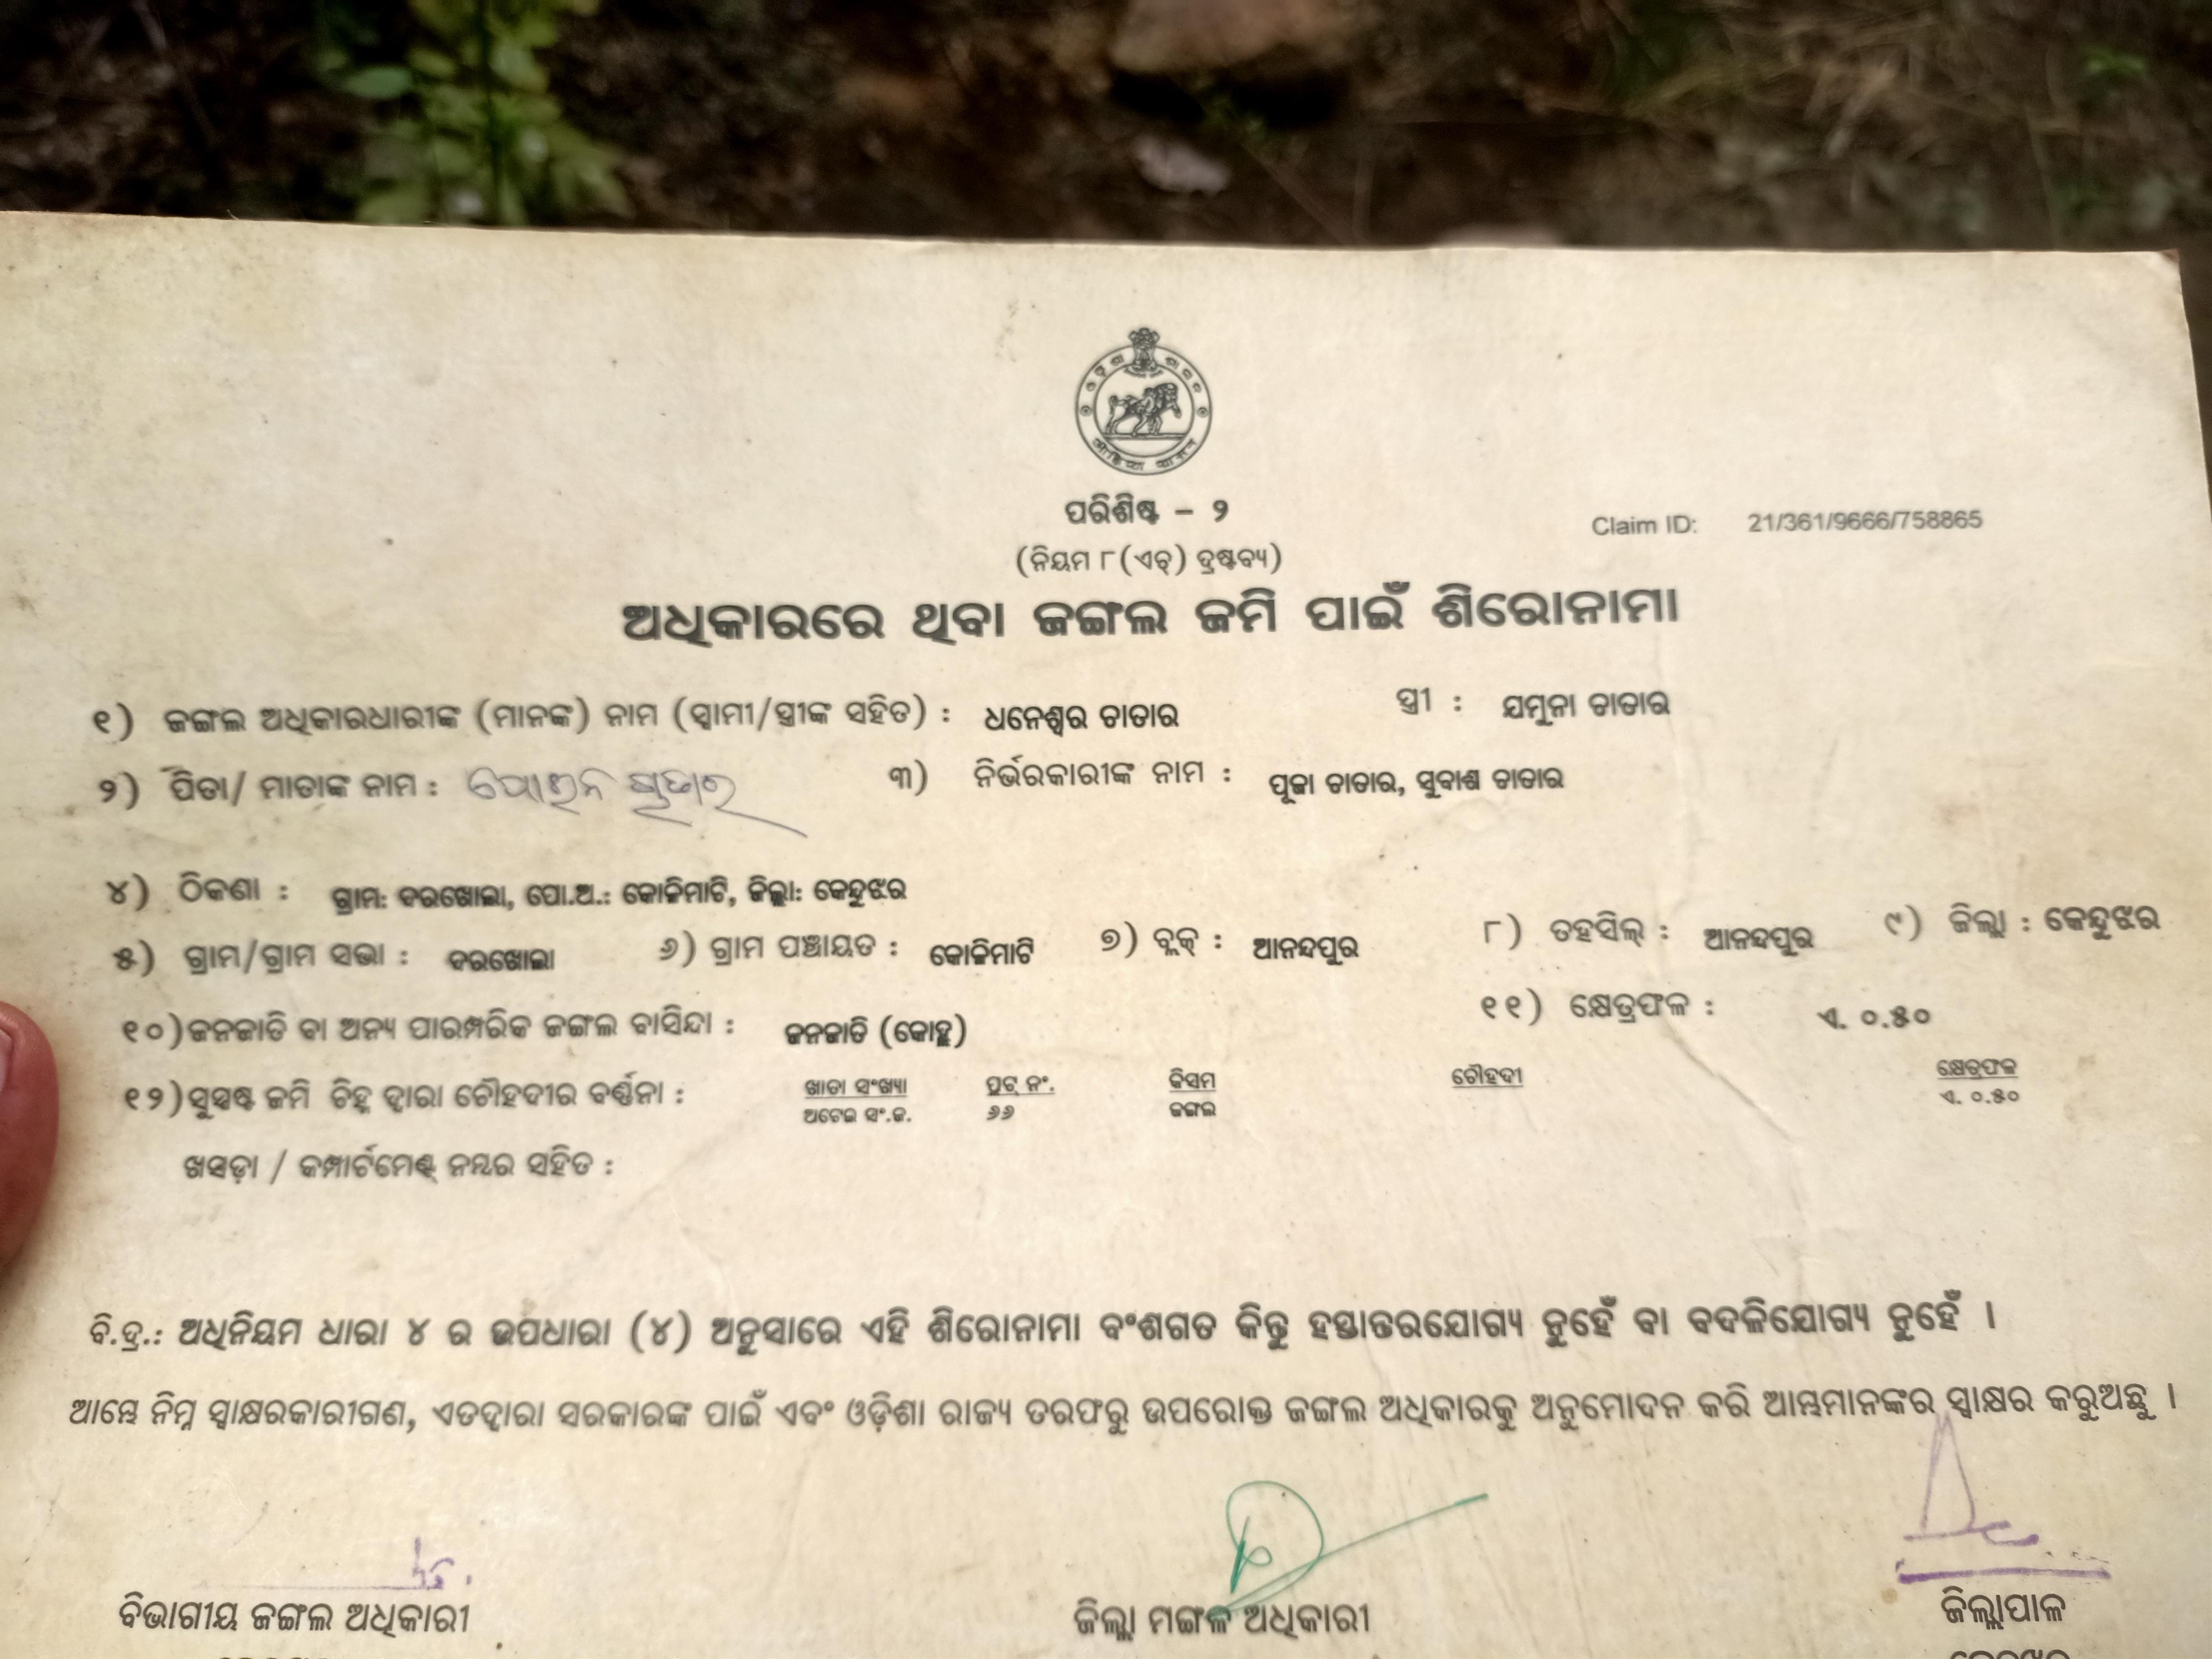 ପରିଶିଷ୍ଟ – ୨
Claim ID: 21/361/9666/758865
(ନିୟମ ୮(ଏଚ୍) ଦ୍ରଷ୍ଟବ୍ୟ)
ଅଧିକାରରେ ଥିବା ଜଙ୍ଗଲ ଜମି ପାଇଁ ଶିରୋନାମା
୧) ଜଙ୍ଗଲ ଅଧିକାରଧାରୀଙ୍କ (ମାନଙ୍କ) ନାମ (ସ୍ୱାମୀ/ସ୍ତ୍ରୀଙ୍କ ସହିତ) : ଧନେଶ୍ୱର ଚାତାର ସ୍ତ୍ରୀ : ଯମୁନା ଚାତାର
୨) ପିତା/ ମାତାଙ୍କ ନାମ : ୩) ନିର୍ଭରକାରୀଙ୍କ ନାମ : ପୂଜା ଚାତାର, ସୁବାଷ ଚାତାର
୪) ଠିକଣା : ଗ୍ରାମ: ବରଖୋଲା, ପୋ.ଅ.: କୋଳିମାଟି, ଜିଲ୍ଲା: କେନ୍ଦୁଝର
୫) ଗ୍ରାମ/ଗ୍ରାମ ସଭା : ବରଖୋଲା ୬) ଗ୍ରାମ ପଞ୍ଚାୟତ : କୋଳିମାଟି ୭) ବ୍ଲକ୍ : ଆନନ୍ଦପୁର ୮) ତହସିଲ୍ : ଆନନ୍ଦପୁର ୯) ଜିଲ୍ଲା : କେନ୍ଦୁଝର
୧୦) ଜନଜାତି ବା ଅନ୍ୟ ପାରମ୍ପରିକ ଜଙ୍ଗଲ ବାସିନ୍ଦା : ଜନଜାତି (କୋହ୍ଲ) ୧୧) କ୍ଷେତ୍ରଫଳ : ଏ. ୦.୫୦
୧୨) ସୁସ୍ପଷ୍ଟ ଜମି ଚିହ୍ନ ଦ୍ୱାରା ଚୌହଦୀର ବର୍ଣ୍ଣନା : ଖାତା ସଂଖ୍ୟା ପ୍ଲଟ୍ ନଂ. କିସମ ଚୌହଦୀ କ୍ଷେତ୍ରଫଳ
ଅଟେଇ ସଂ.ଜ. ୬୬ ଜଙ୍ଗଲ ଏ. ୦.୫୦
ଖସଡ଼ା / କମ୍ପାର୍ଟମେଣ୍ଟ ନମ୍ବର ସହିତ :
ବି.ଦ୍ର.: ଅଧିନିୟମ ଧାରା ୪ ର ଉପଧାରା (୪) ଅନୁସାରେ ଏହି ଶିରୋନାମା ବଂଶଗତ କିନ୍ତୁ ହସ୍ତାନ୍ତରଯୋଗ୍ୟ ନୁହେଁ ବା ବଦଳିଯୋଗ୍ୟ ନୁହେଁ ।
ଆମ୍ଭେ ନିମ୍ନ ସ୍ୱାକ୍ଷରକାରୀଗଣ, ଏତଦ୍ଦ୍ୱାରା ସରକାରଙ୍କ ପାଇଁ ଏବଂ ଓଡ଼ିଶା ରାଜ୍ୟ ତରଫରୁ ଉପରୋକ୍ତ ଜଙ୍ଗଲ ଅଧିକାରକୁ ଅନୁମୋଦନ କରି ଆମ୍ଭମାନଙ୍କର ସ୍ୱାକ୍ଷର କରୁଅଛୁ ।
ବିଭାଗୀୟ ଜଙ୍ଗଲ ଅଧିକାରୀ ଜିଲ୍ଲା ମଙ୍ଗଳ ଅଧିକାରୀ ଜିଲ୍ଲାପାଳ